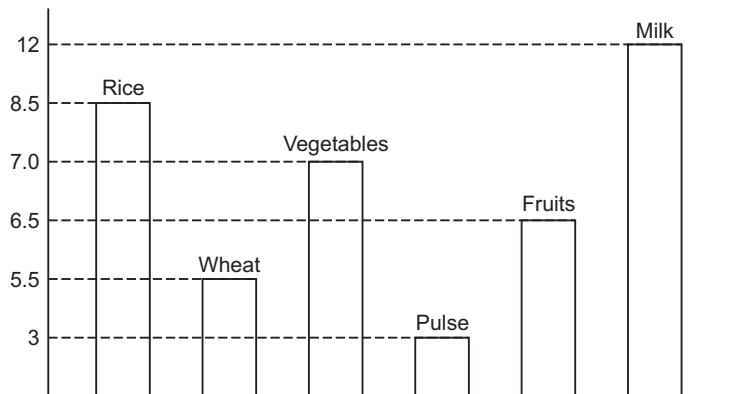 Milk
12
Rice
8.5
Vegetables
7.0
Fruits
6.5
Wheat
5.5
Pulse
3